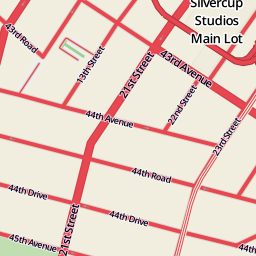 Silvercup
Studios
Main Lot
43rd Road
13th Street
21st Street
43rd Avenue
22nd Street
23rd Street
44th Avenue
44th Road
44th Drive
44th Drive
21st Street
45th Avenue
44th